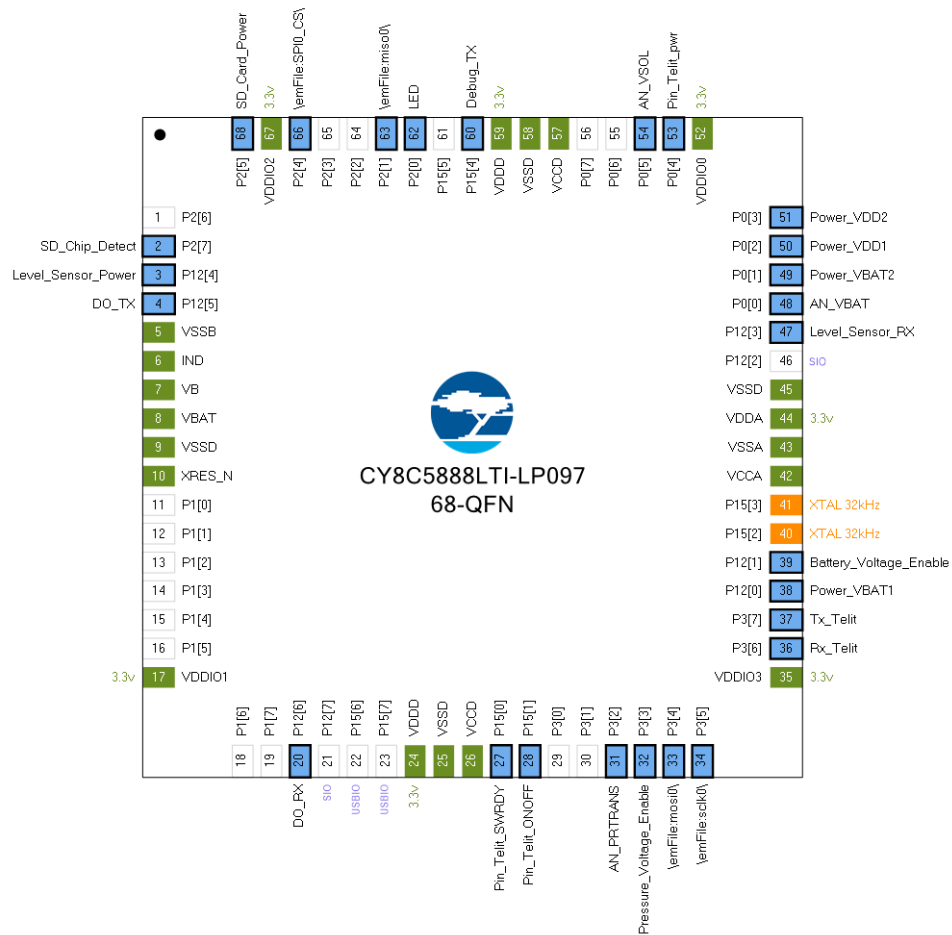 SD_Card_Power
3.3v
\emFile:SPI0_CS\
\emFile:miso0\
LED
Debug_TX
3.3v
AN_VSOL
Pin_Telit_pwr
3.3v
68 67 66 65 64 63 62 61 60 59 58 57 56 55 54 53 52
P2[5] VDDIO2 P2[4] P2[3] P2[2] P2[1] P2[0] P15[5] P15[4] VDDD VSSD VCCD P0[7] P0[6] P0[5] P0[4] VDDIO0
1 P2[6]
SD_Chip_Detect 2 P2[7]
Level_Sensor_Power 3 P12[4]
DO_TX 4 P12[5]
5 VSSB
6 IND
7 VB
8 VBAT
9 VSSD
10 XRES_N
11 P1[0]
12 P1[1]
13 P1[2]
14 P1[3]
15 P1[4]
16 P1[5]
3.3v 17 VDDIO1
CY8C5888LTI-LP097
68-QFN
P0[3] 51 Power_VDD2
P0[2] 50 Power_VDD1
P0[1] 49 Power_VBAT2
P0[0] 48 AN_VBAT
P12[3] 47 Level_Sensor_RX
P12[2] 46 SIO
VSSD 45
VDDA 44 3.3v
VSSA 43
VCCA 42
P15[3] 41 XTAL 32kHz
P15[2] 40 XTAL 32kHz
P12[1] 39 Battery_Voltage_Enable
P12[0] 38 Power_VBAT1
P3[7] 37 Tx_Telit
P3[6] 36 Rx_Telit
VDDIO3 35 3.3v
P1[6] P1[7] P12[6] P12[7] P15[6] P15[7] VDDD VSSD VCCD P15[0] P15[1] P3[0] P3[1] P3[2] P3[3] P3[4] P3[5]
18 19 20 21 22 23 24 25 26 27 28 29 30 31 32 33 34
DO_RX
SIO
USBIO
USBIO
3.3v
Pin_Telit_SWRDY
Pin_Telit_ONOFF
AN_PRTRANS
Pressure_Voltage_Enable
\emFile:mosi0\
\emFile:sclk0\